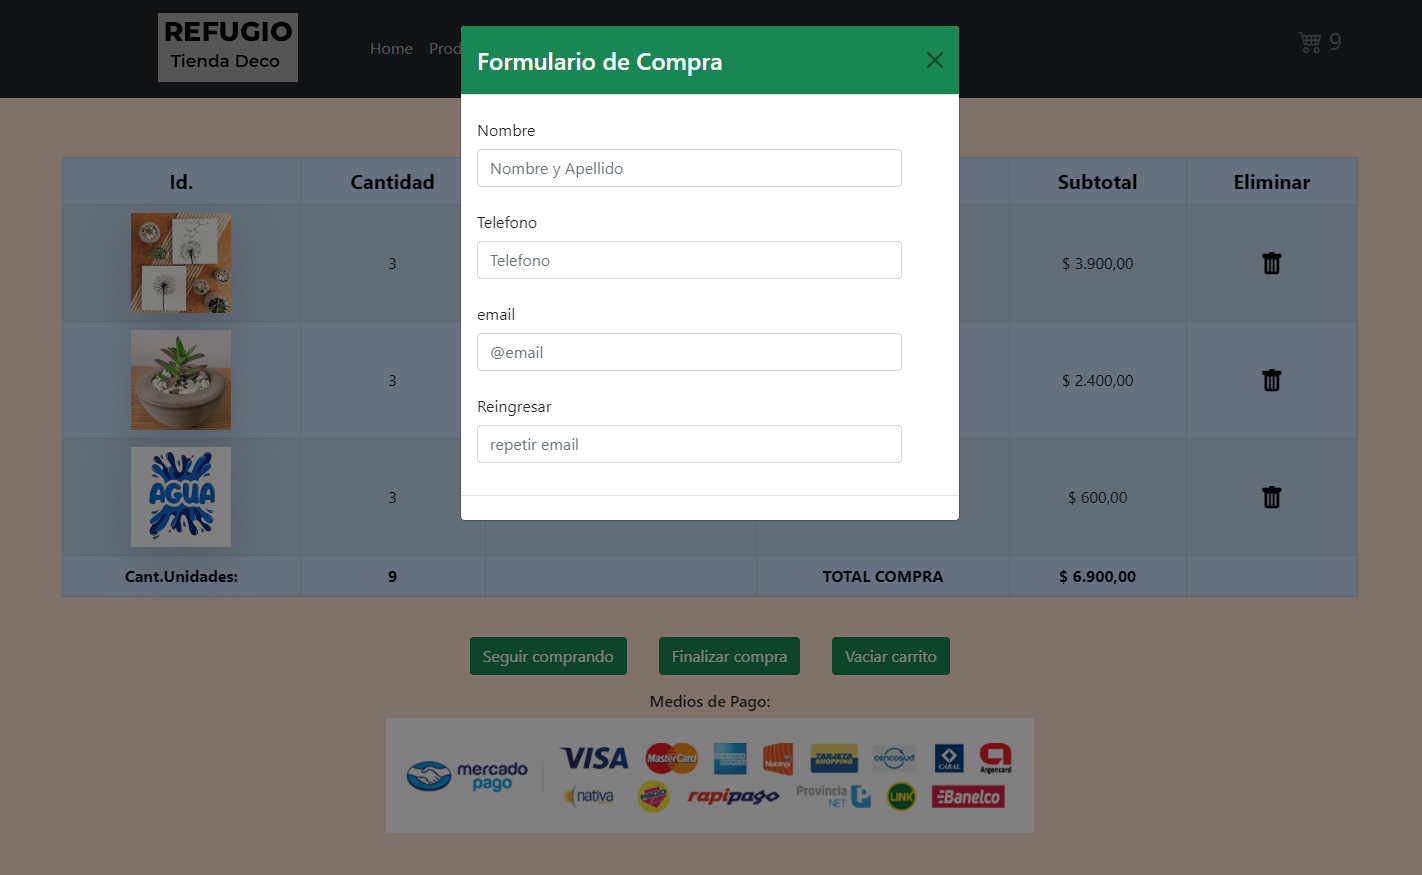 REFUGIO
Tienda Deco
Home Prod
9
Formulario de Compra
Nombre
Nombre y Apellido
Telefono
Telefono
email
@email
Reingresar
repetir email
Id. Cantidad Subtotal Eliminar
3 $ 3.900,00
3 $ 2.400,00
AGUA 3 $ 600,00
Cant.Unidades: 9 TOTAL COMPRA $ 6.900,00
Seguir comprando Finalizar compra Vaciar carrito
Medios de Pago:
mercado
pago
VISA MasterCard AMERICAN EXPRESS Naranja TARJETA SHOPPING cencosud CABAL Argencard
nativa rapipago Provincia NET LINK Banelco